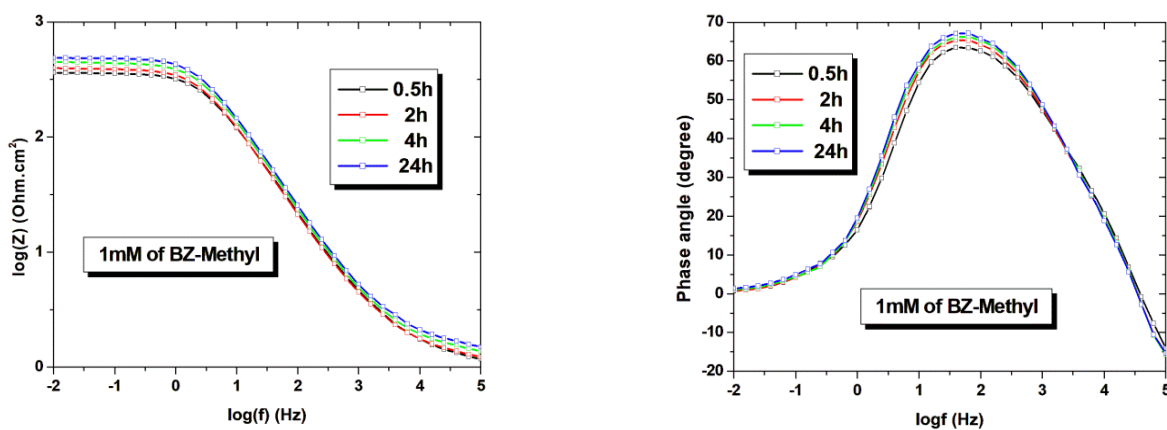 3
2
1
0
log(Z) (Ohm.cm²)
0.5h
2h
4h
24h
1mM of BZ-Methyl
-2 -1 0 1 2 3 4 5
log(f) (Hz)
70
60
50
40
30
20
10
0
-10
-20
Phase angle (degree)
0.5h
2h
4h
24h
1mM of BZ-Methyl
-2 -1 0 1 2 3 4 5
logf (Hz)